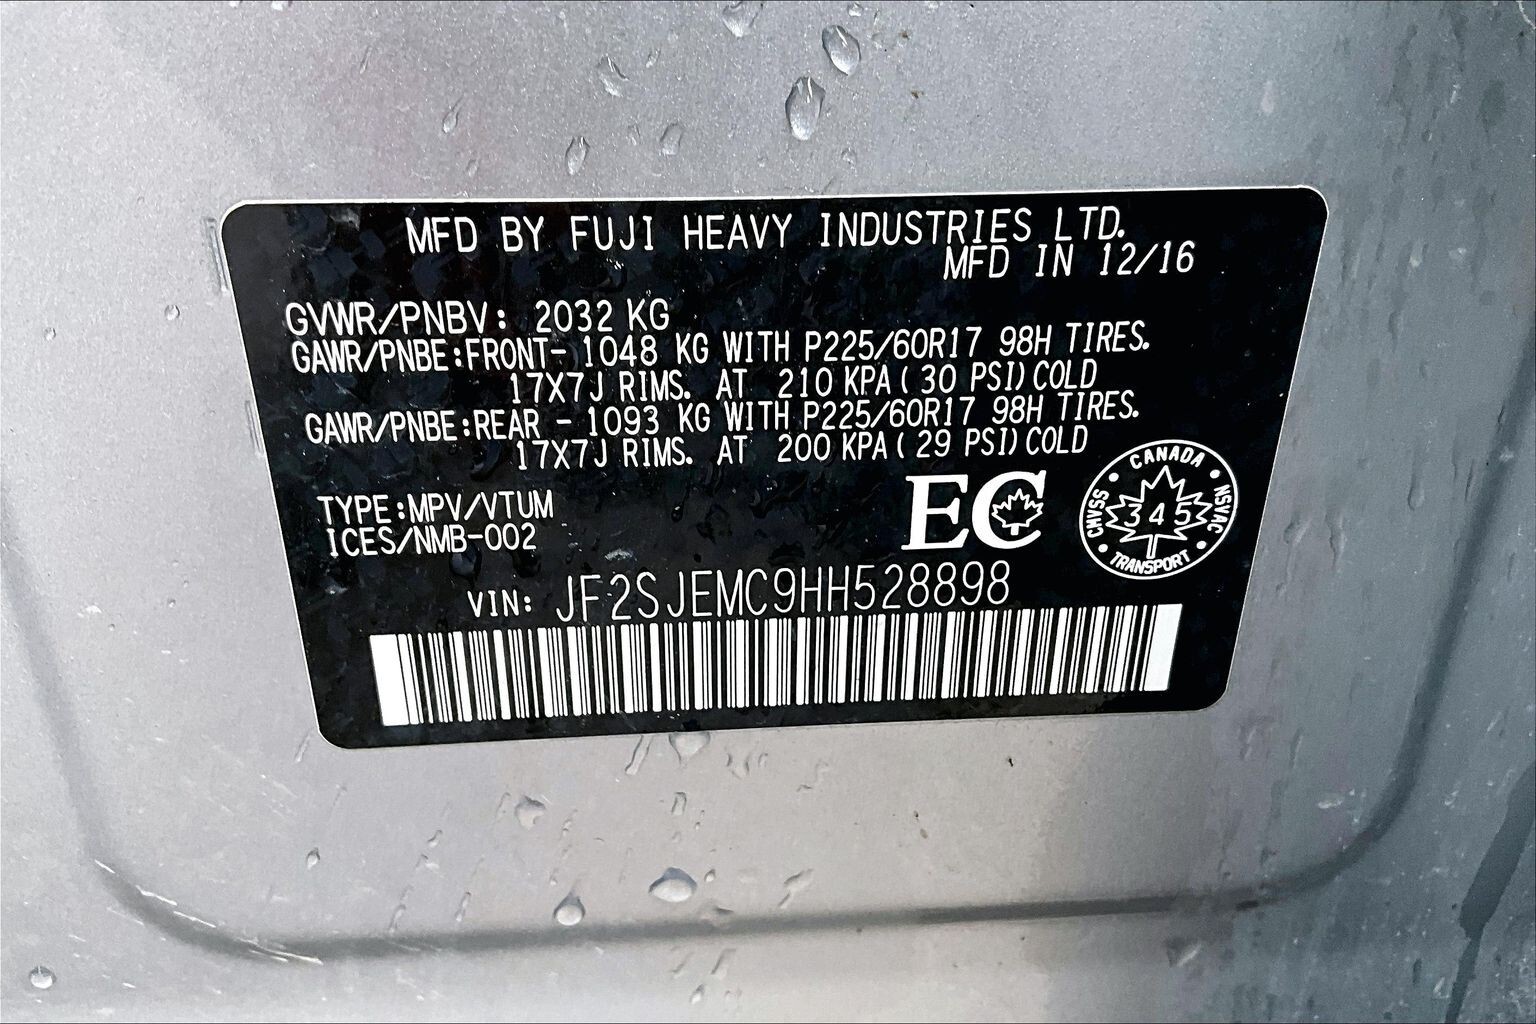 MFD BY FUJI HEAVY INDUSTRIES LTD.
MFD IN 12/16
GVWR/PNBV: 2032 KG
GAWR/PNBE:FRONT- 1048 KG WITH P225/60R17 98H TIRES.
17X7J RIMS. AT 210 KPA( 30 PSI)COLD
GAWR/PNBE:REAR - 1093 KG WITH P225/60R17 98H TIRES.
17X7J RIMS. AT 200 KPA( 29 PSI)COLD
TYPE:MPV/VTUM
ICES/NMB-002
EC
CANADA
CMVSS
345
NSVAC
TRANSPORT
VIN: JF2SJEMC9HH528898